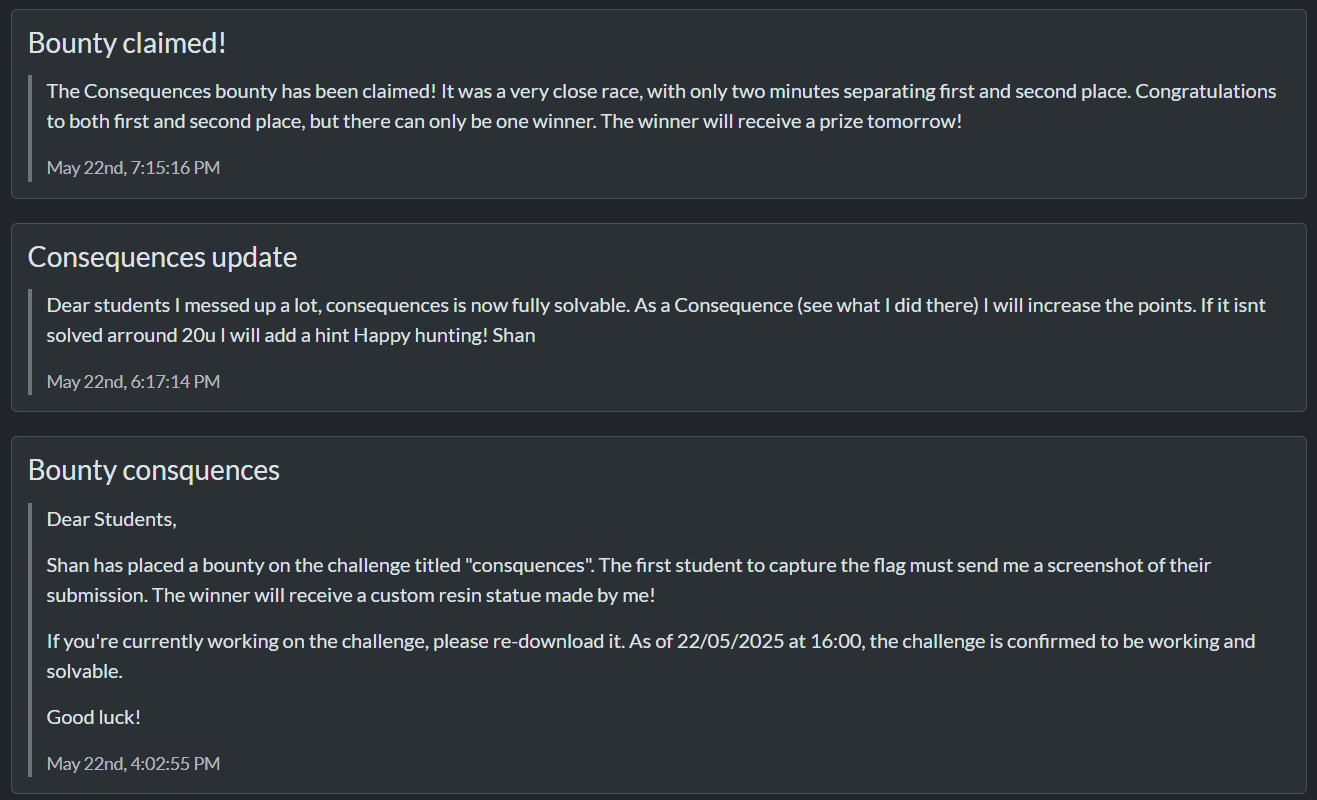 Bounty claimed!
The Consequences bounty has been claimed! It was a very close race, with only two minutes separating first and second place. Congratulations
to both first and second place, but there can only be one winner. The winner will receive a prize tomorrow!
May 22nd, 7:15:16 PM
Consequences update
Dear students I messed up a lot, consequences is now fully solvable. As a Consequence (see what I did there) I will increase the points. If it isnt
solved arround 20u I will add a hint Happy hunting! Shan
May 22nd, 6:17:14 PM
Bounty consquences
Dear Students,
Shan has placed a bounty on the challenge titled "consquences". The first student to capture the flag must send me a screenshot of their
submission. The winner will receive a custom resin statue made by me!
If you're currently working on the challenge, please re-download it. As of 22/05/2025 at 16:00, the challenge is confirmed to be working and
solvable.
Good luck!
May 22nd, 4:02:55 PM